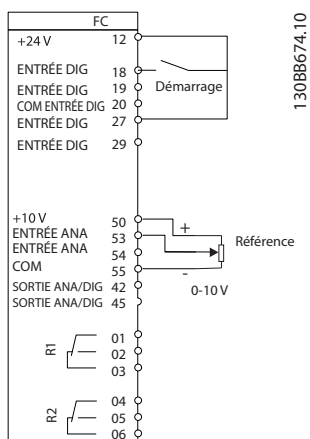 FC
+24 V 12
ENTRÉE DIG 18
ENTRÉE DIG 19
COM ENTRÉE DIG 20
ENTRÉE DIG 27
ENTRÉE DIG 29
Démarrage
130BB674.10
+10 V 50
ENTRÉE ANA 53
ENTRÉE ANA 54
COM 55
SORTIE ANA/DIG 42
SORTIE ANA/DIG 45
+
-
Référence
0-10 V
R1
01
02
03
R2
04
05
06